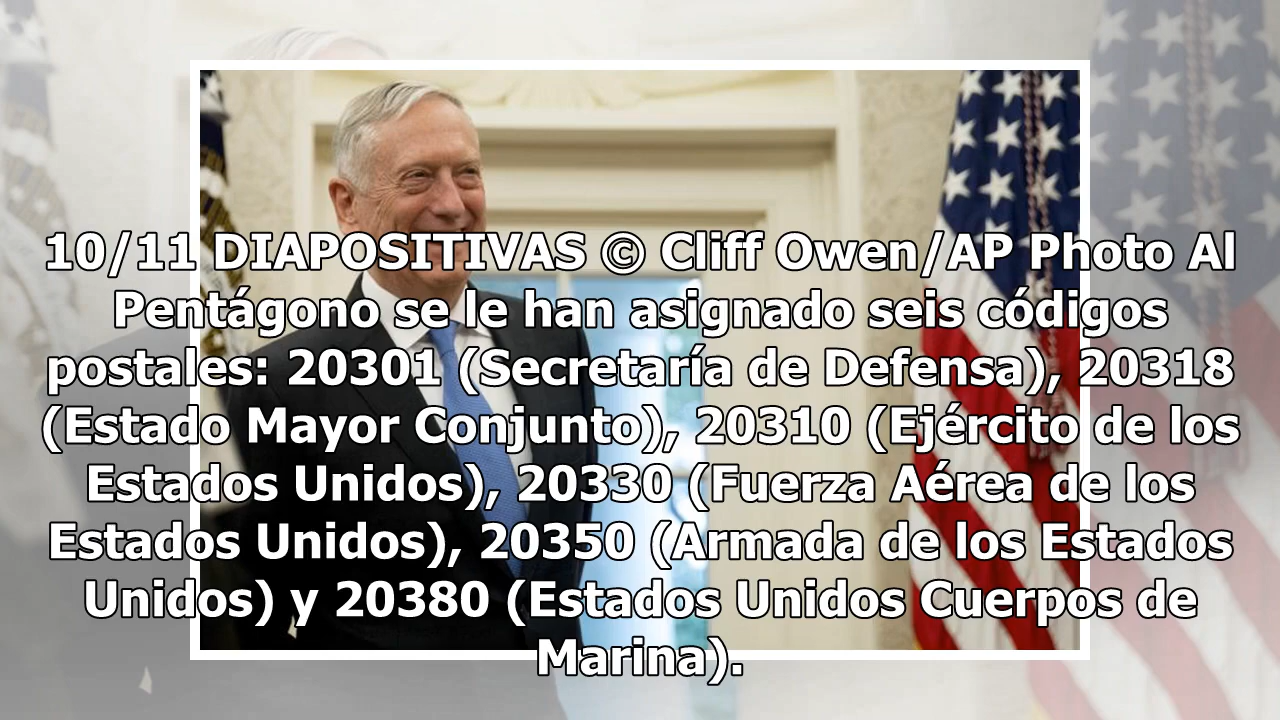 10/11 DIAPOSITIVAS © Cliff Owen/AP Photo Al
Pentágono se le han asignado seis códigos
postales: 20301 (Secretaría de Defensa), 20318
(Estado Mayor Conjunto), 20310 (Ejército de los
Estados Unidos), 20330 (Fuerza Aérea de los
Estados Unidos), 20350 (Armada de los Estados
Unidos) y 20380 (Estados Unidos Cuerpos de
Marina).